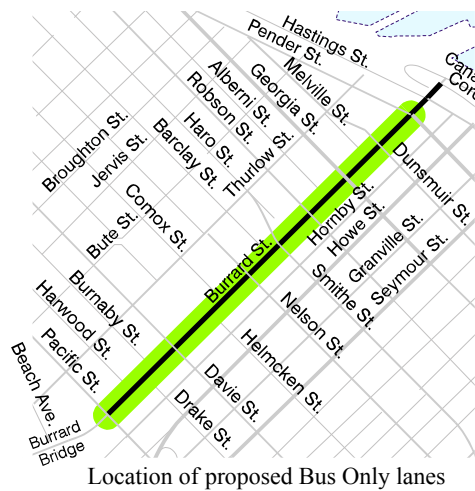 Hastings St.
Pender St.
Melville St.
Georgia St.
Alberni St.
Robson St.
Haro St.
Barclay St.
Thurlow St.
Broughton St.
Jervis St.
Comox St.
Bute St.
Burnaby St.
Harwood St.
Pacific St.
Beach Ave.
Burrard
Bridge
Burrard St.
Dunsmuir St.
Hornby St.
Howe St.
Granville St.
Seymour St.
Smithe St.
Nelson St.
Helmcken St.
Davie St.
Drake St.
Cana
Cord
Location of proposed Bus Only lanes